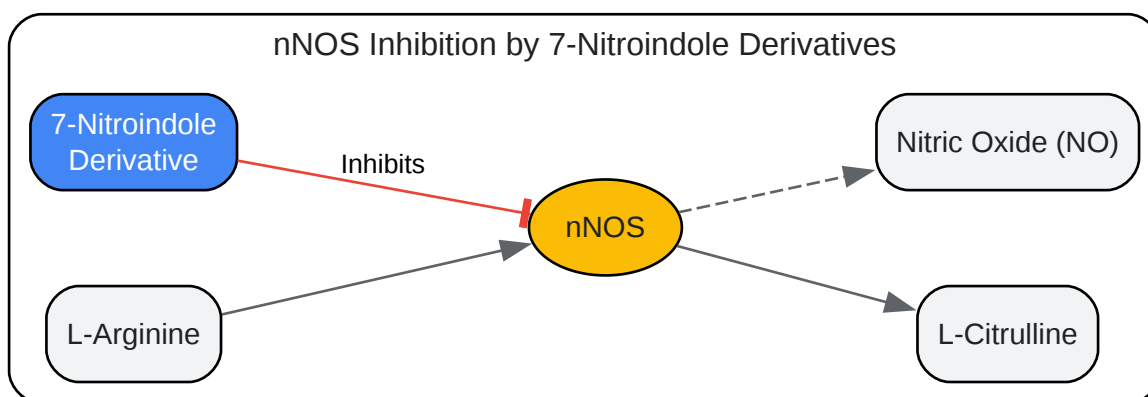 nNOS Inhibition by 7-Nitroindole Derivatives
7-Nitroindole
Derivative
Inhibits
Nitric Oxide (NO)
nNOS
L-Arginine
L-Citrulline